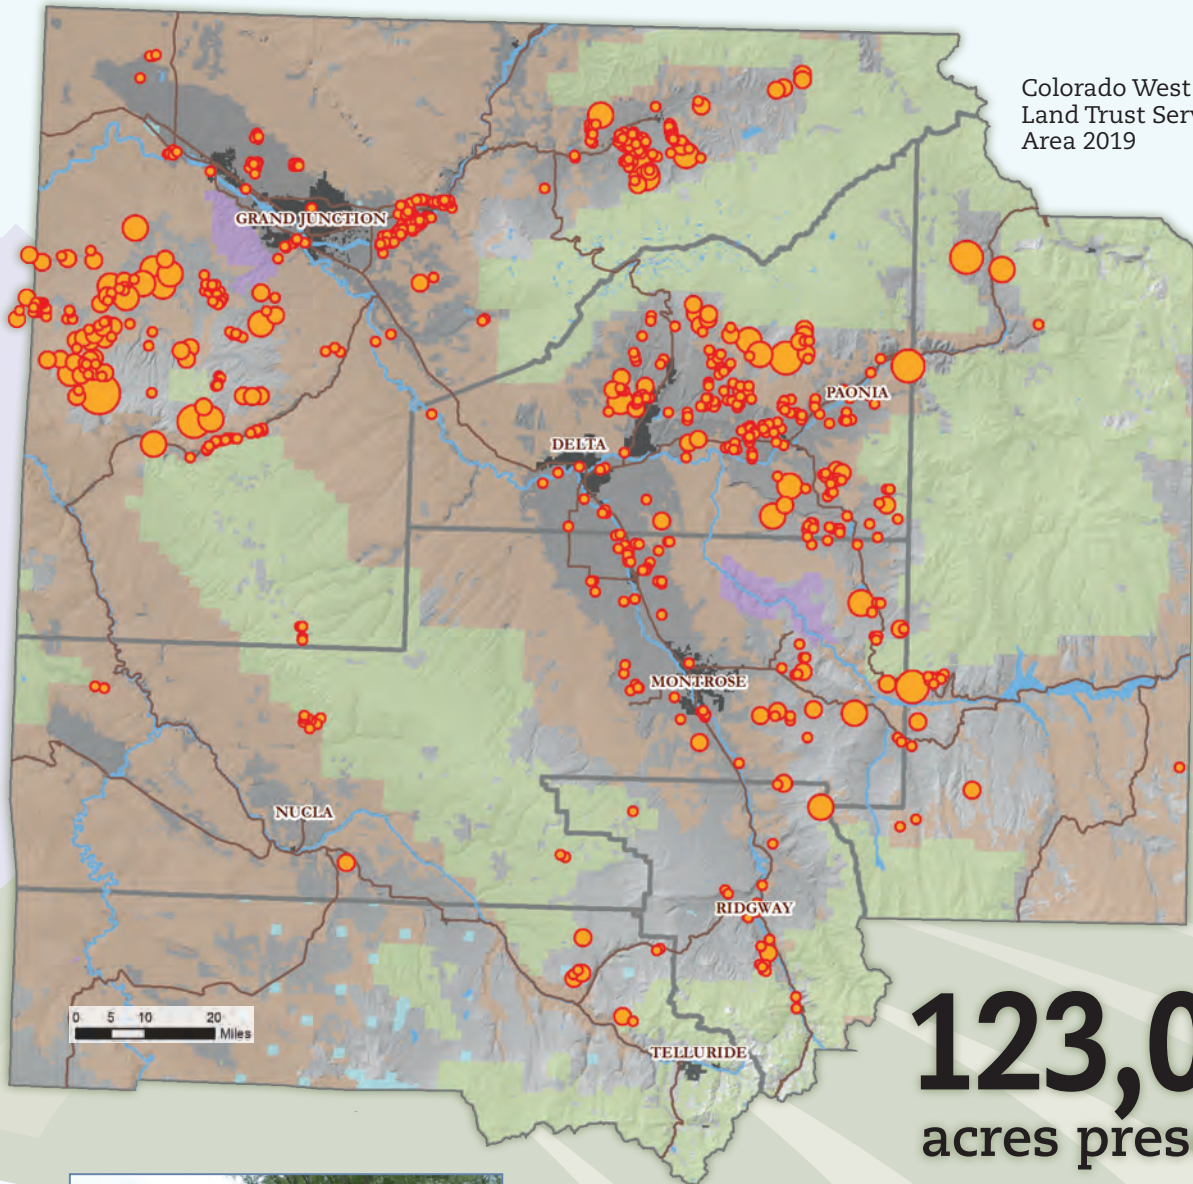 Colorado West
Land Trust Serv
Area 2019
GRAND JUNCTION
PAONIA
DELTA
MONTROSE
NUCLA
RIDGWAY
0 5 10 20
Miles
TELLURIDE
123,0
acres pres